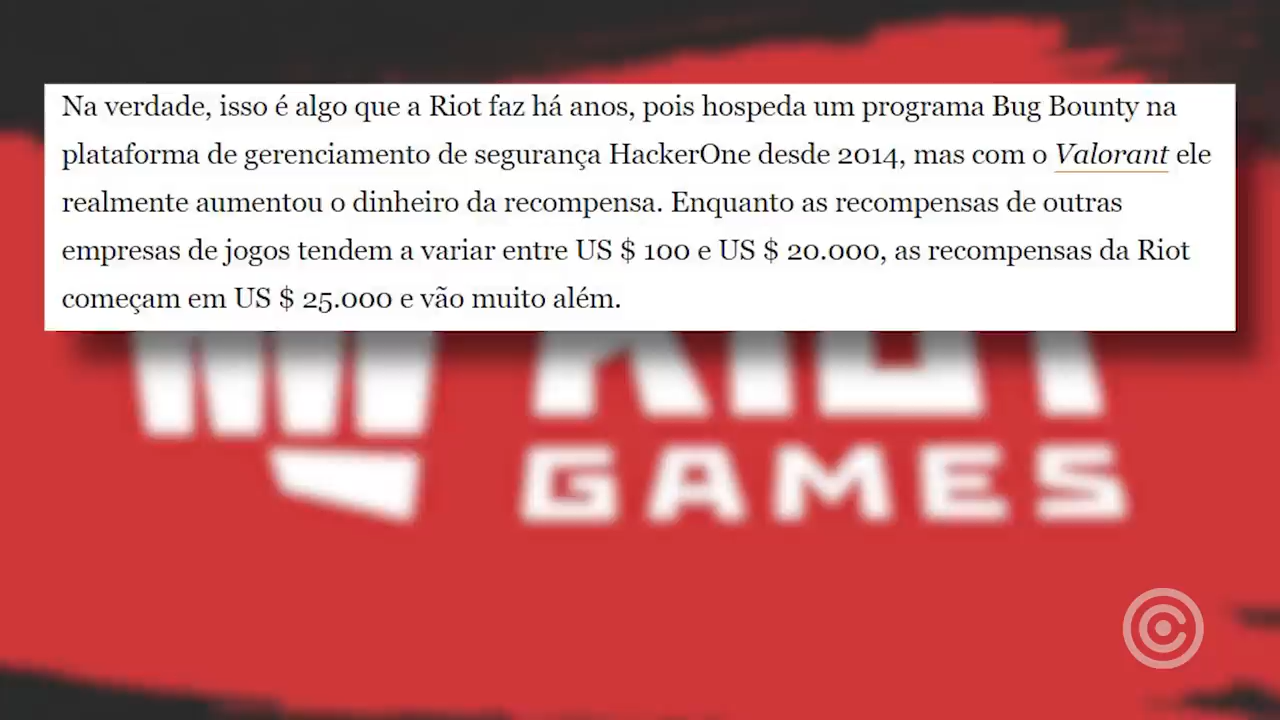 Na verdade, isso é algo que a Riot faz há anos, pois hospeda um programa Bug Bounty na
plataforma de gerenciamento de segurança HackerOne desde 2014, mas com o Valorant ele
realmente aumentou o dinheiro da recompensa. Enquanto as recompensas de outras
empresas de jogos tendem a variar entre US $ 100 e US $ 20.000, as recompensas da Riot
começam em US $ 25.000 e vão muito além.
RIOT
GAMES